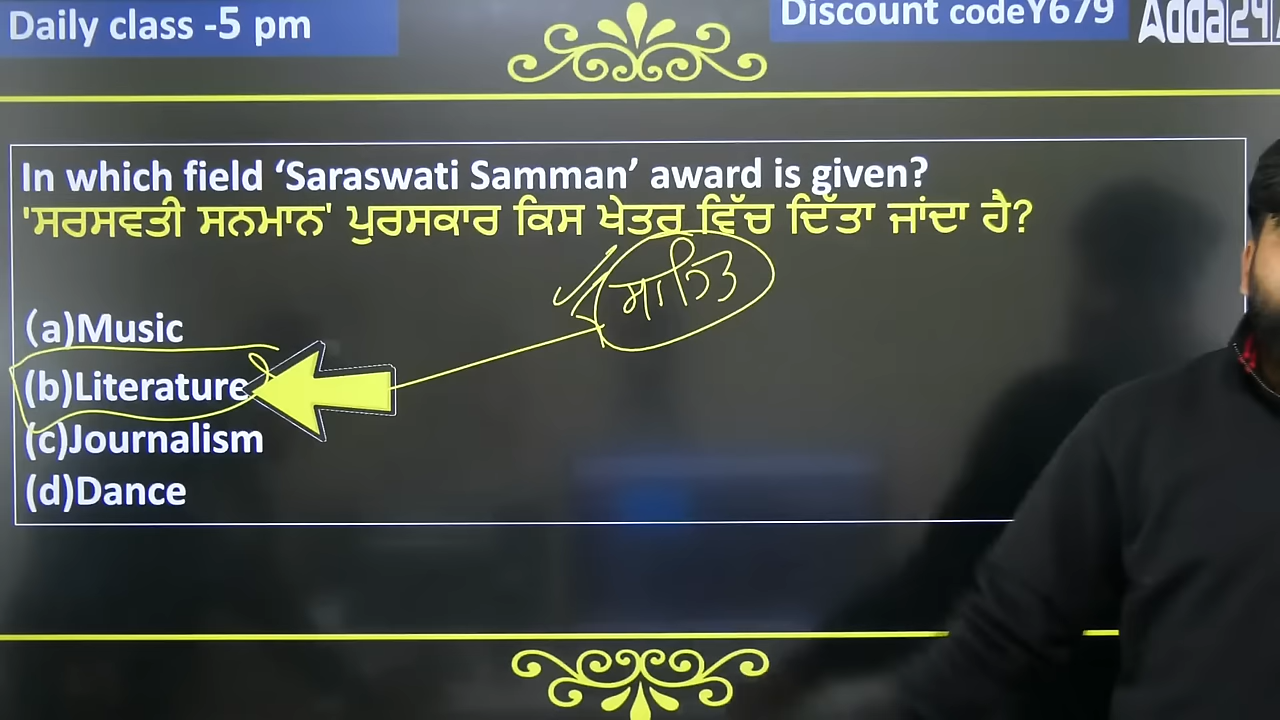 Daily class -5 pm
Discount codeY679
Adda24
In which field ‘Saraswati Samman’ award is given?
'ਸਰਸਵਤੀ ਸਨਮਾਨ' ਪੁਰਸਕਾਰ ਕਿਸ ਖੇਤਰ ਵਿੱਚ ਦਿੱਤਾ ਜਾਂਦਾ ਹੈ?
ਸਾਹਿਤ
(a)Music
(b)Literature
(c)Journalism
(d)Dance